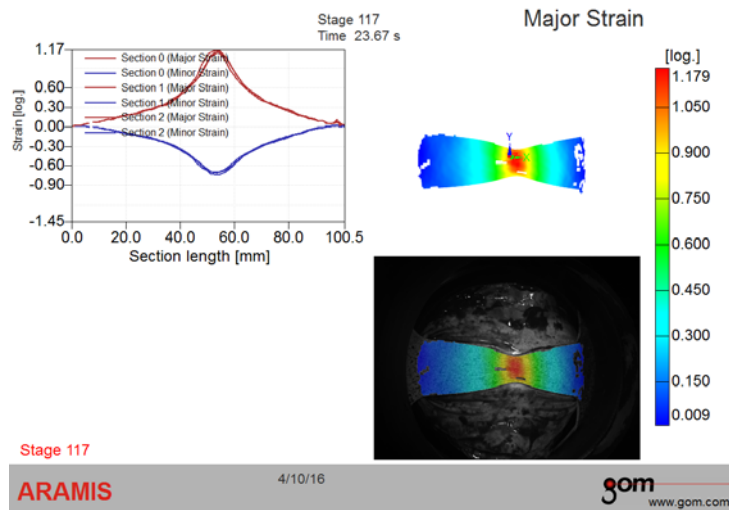 Stage 117
Time 23.67 s
Major Strain
[log.]
1.179
1.050
0.900
0.750
0.600
0.450
0.300
0.150
0.009
Strain [log.]
1.17
0.60
0.30
0.00
-0.30
-0.60
-0.90
-1.45
Section 0 (Major Strain)
Section 0 (Minor Strain)
Section 1 (Major Strain)
Section 1 (Minor Strain)
Section 2 (Major Strain)
Section 2 (Minor Strain)
0.0 20.0 40.0 60.0 80.0 100.5
Section length [mm]
Y
X
Stage 117
ARAMIS
4/10/16
gom
www.gom.com